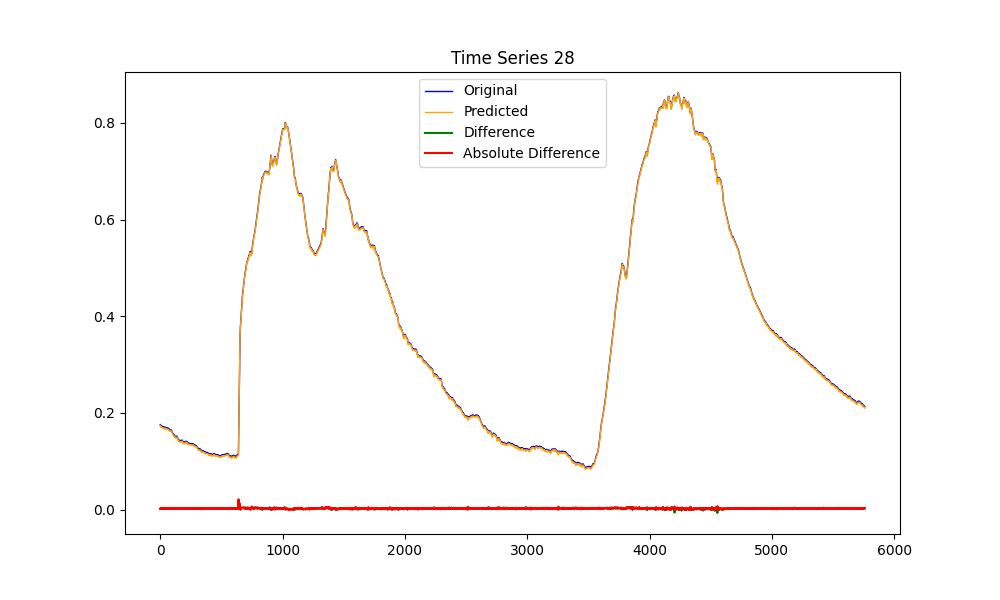 Time Series 28
Original
Predicted
Difference
Absolute Difference
0.8
0.6
0.4
0.2
0.0
0 1000 2000 3000 4000 5000 6000